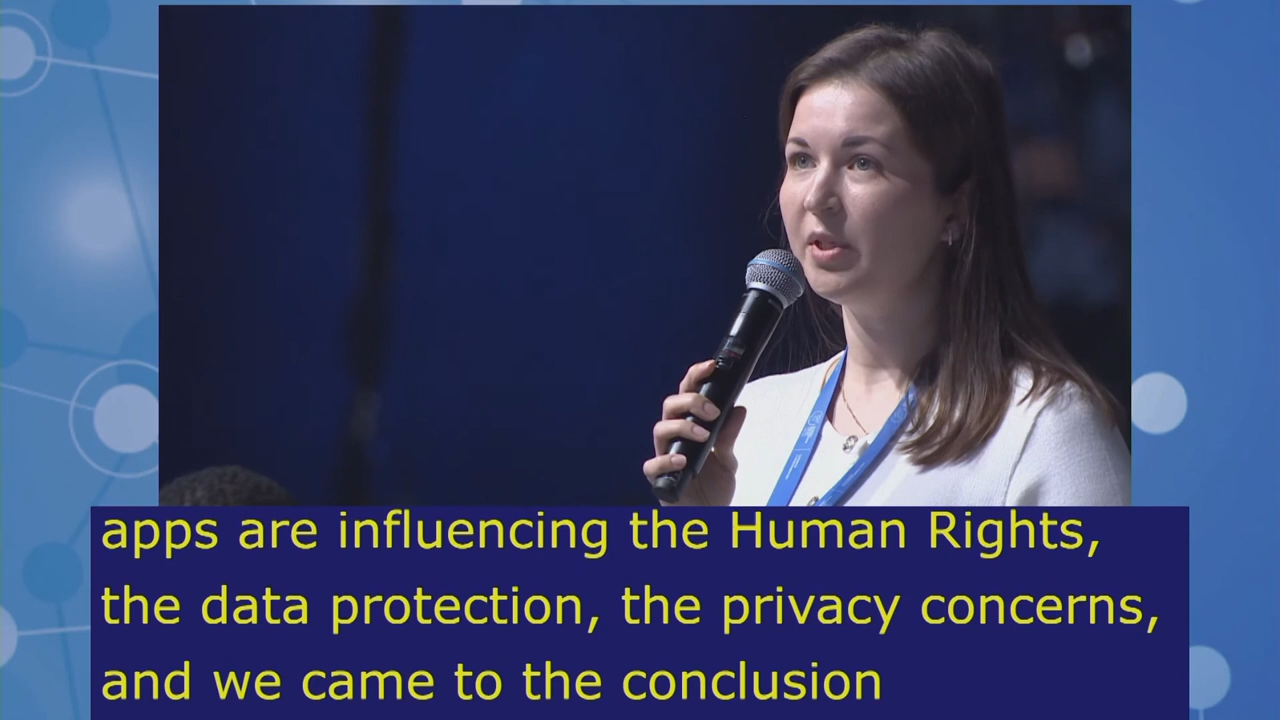 apps are influencing the Human Rights,
the data protection, the privacy concerns,
and we came to the conclusion